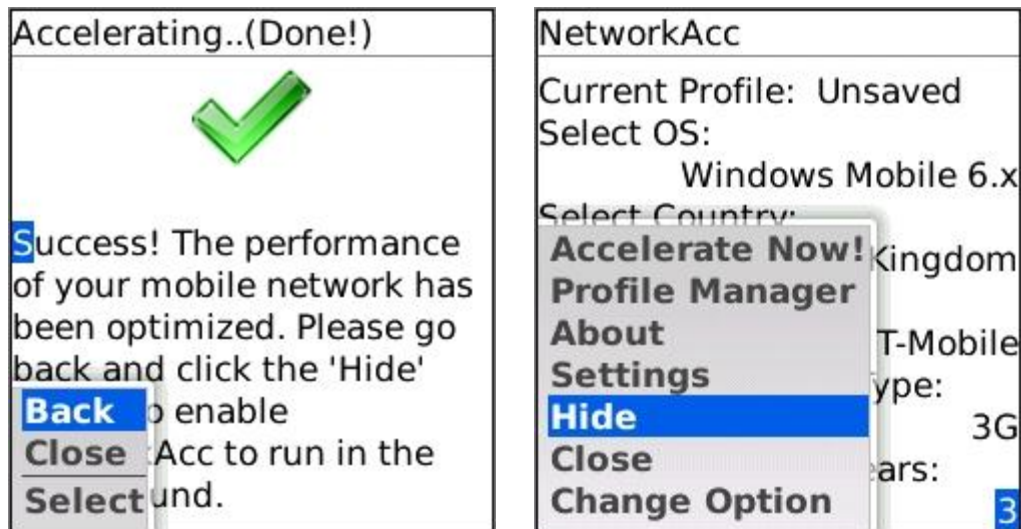 Accelerating..(Done!)
Success! The performance
of your mobile network has
been optimized. Please go
back and click the 'Hide'
enable
Acc to run in the
und.
Back
Close
Select
NetworkAcc
Current Profile: Unsaved
Select OS:
Windows Mobile 6.x
Select Country:
Kingdom
T-Mobile
ype:
3G
ars:
3
Accelerate Now!
Profile Manager
About
Settings
Hide
Close
Change Option